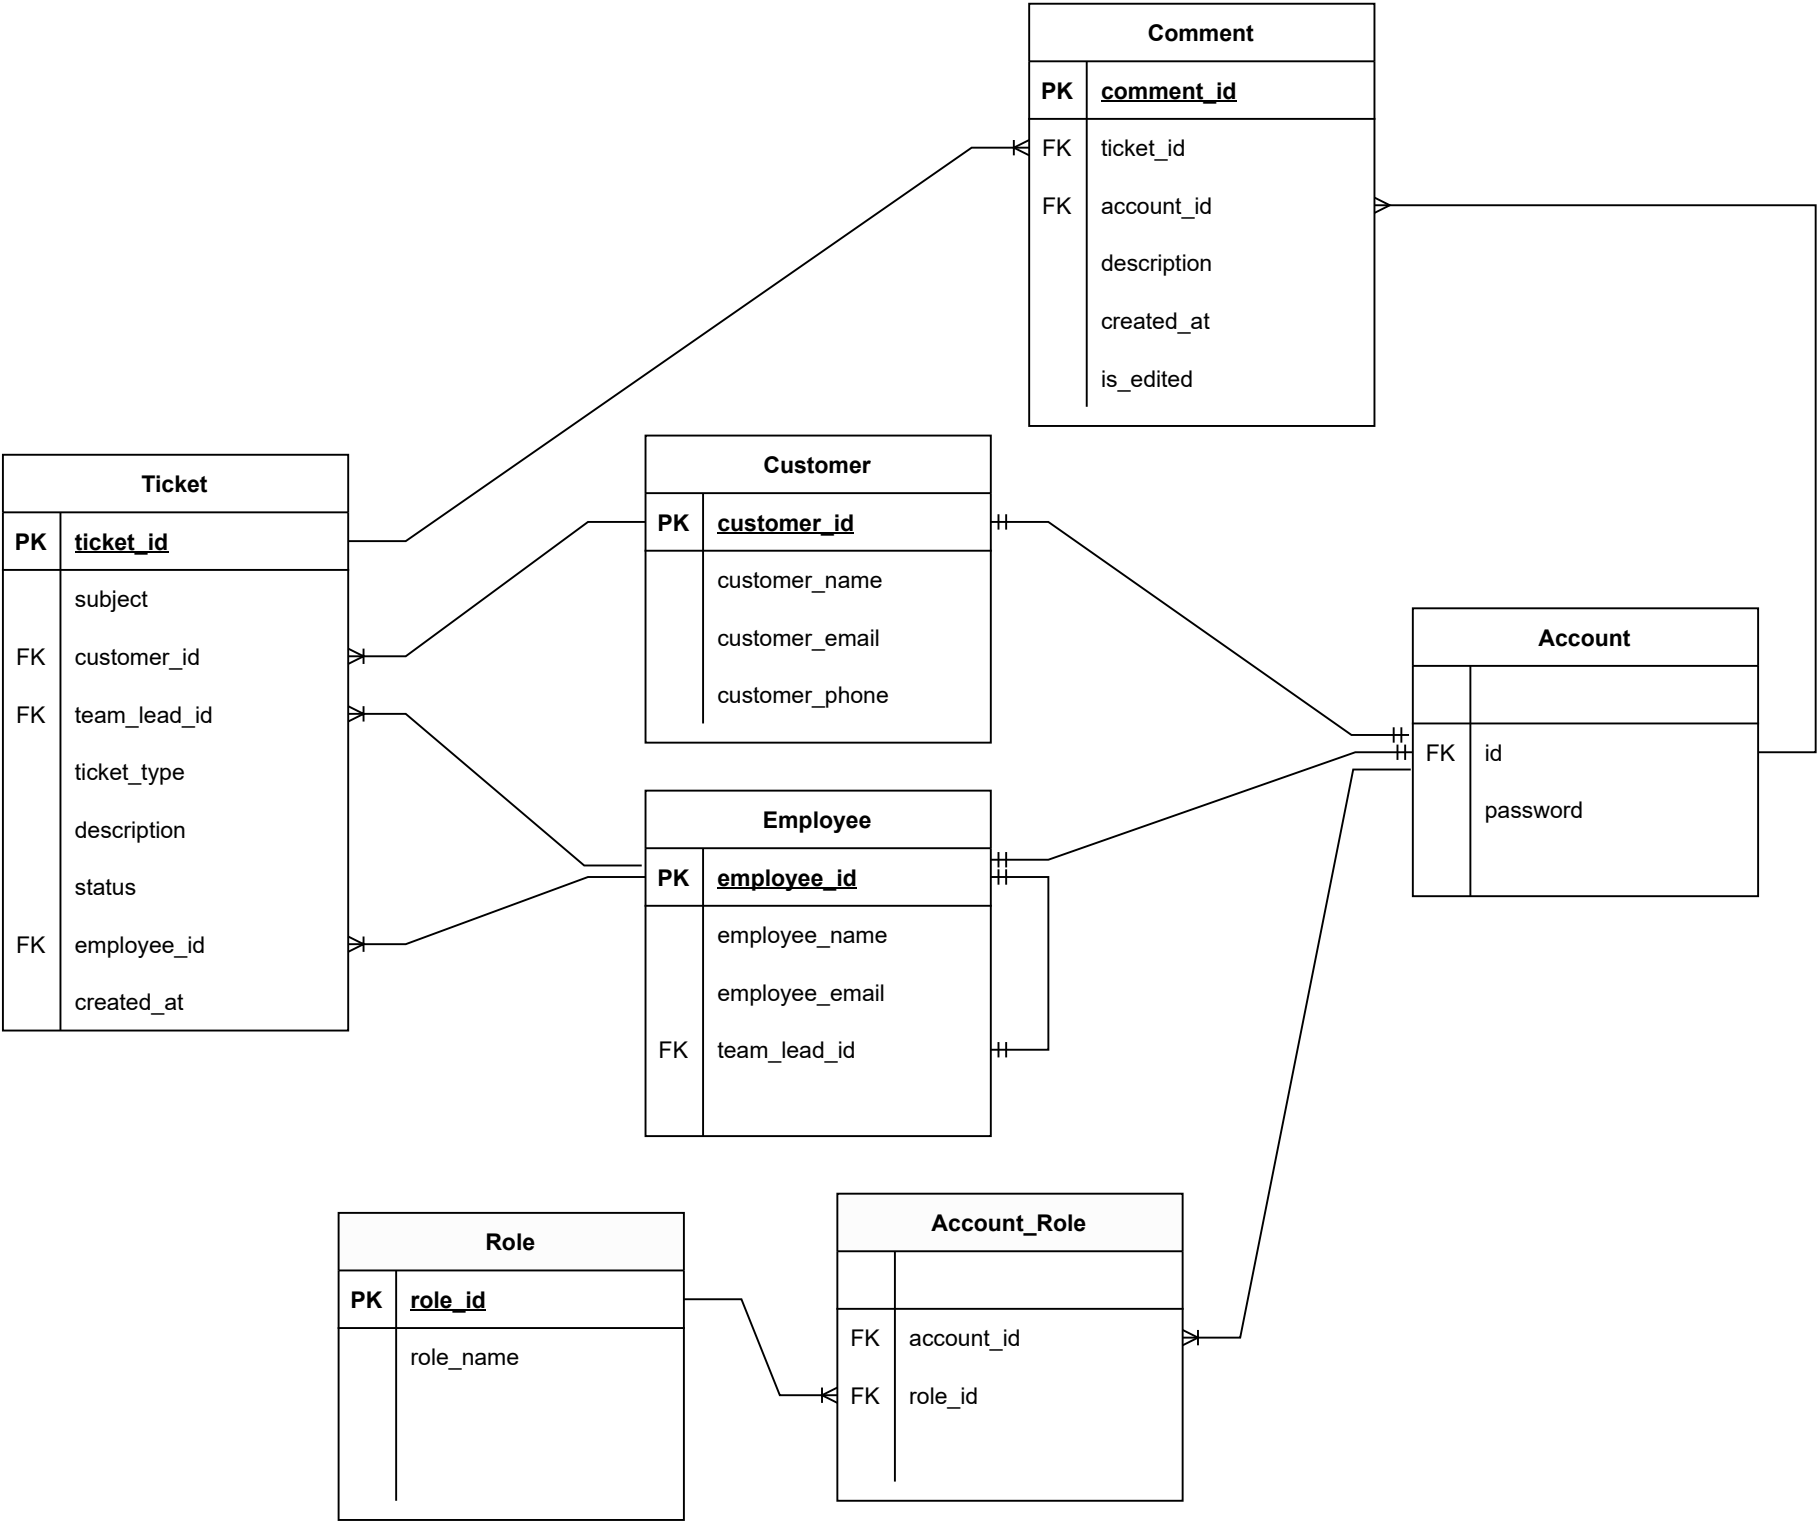 Comment
PK comment_id
FK ticket_id
FK account_id
description
created_at
is_edited
Ticket
PK ticket_id
subject
FK customer_id
FK team_lead_id
ticket_type
description
status
FK employee_id
created_at
Customer
PK customer_id
customer_name
customer_email
customer_phone
Employee
PK employee_id
employee_name
employee_email
FK team_lead_id
Account
FK id
password
Role
PK role_id
role_name
Account_Role
FK account_id
FK role_id